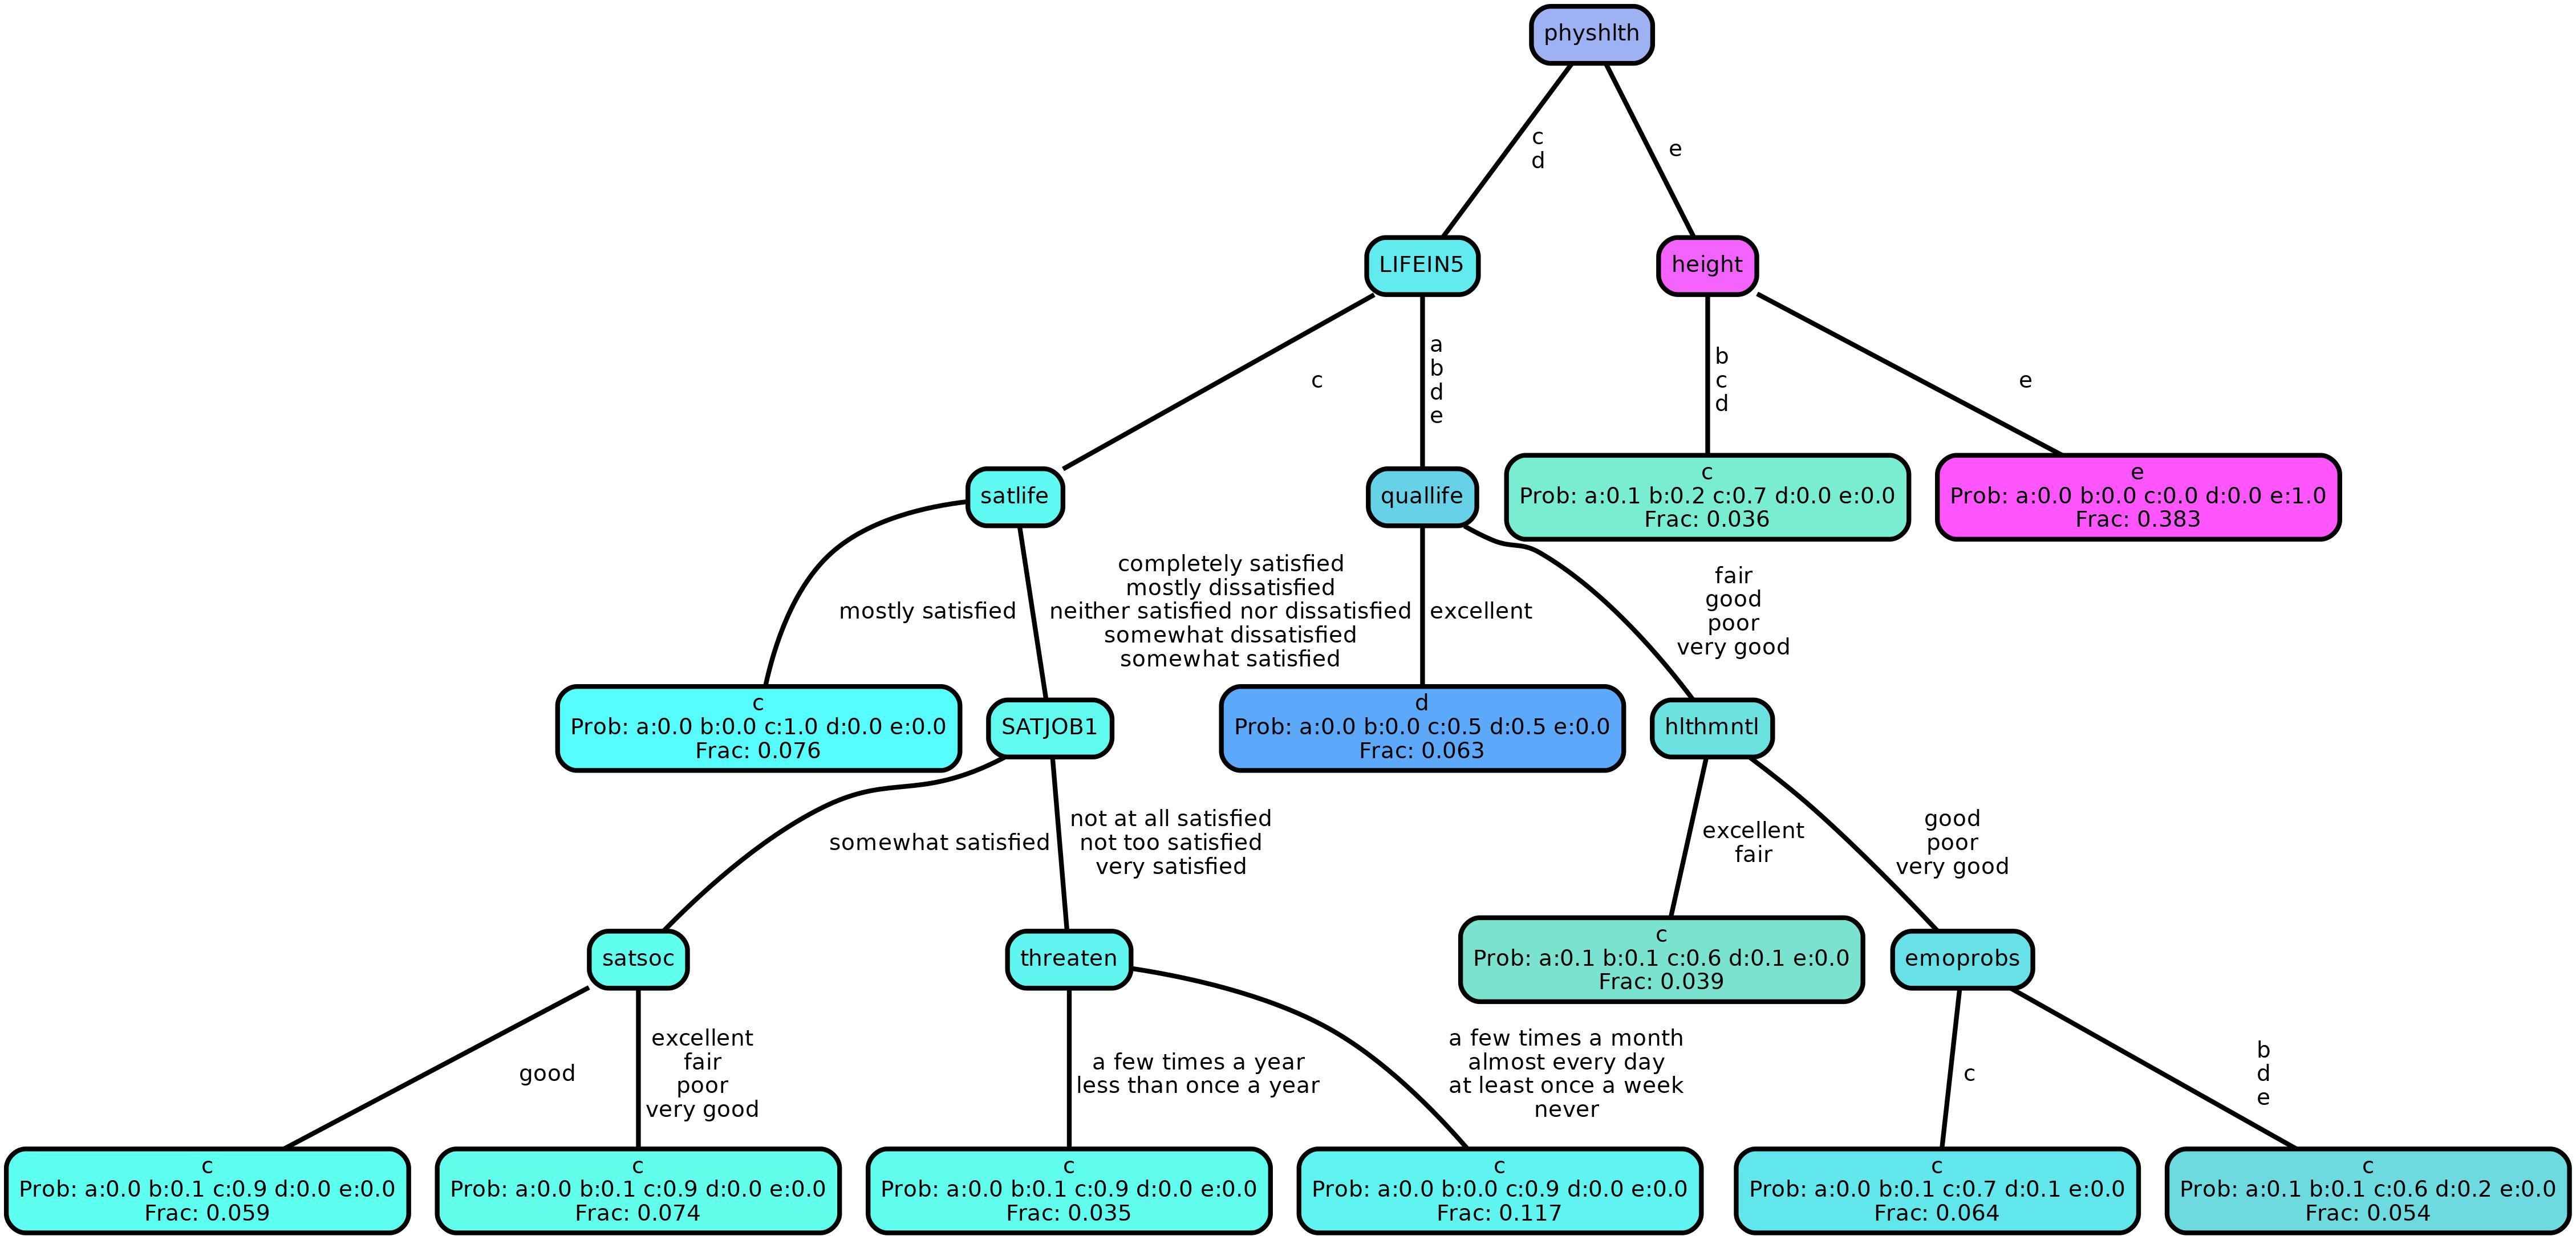 physhlth
c
d
e
LIFEIN5
height
c
a
b
d
e
b
c
d
e
satlife
quallife
c
Prob: a:0.1 b:0.2 c:0.7 d:0.0 e:0.0
Frac: 0.036
e
Prob: a:0.0 b:0.0 c:0.0 d:0.0 e:1.0
Frac: 0.383
mostly satisfied
completely satisfied
mostly dissatisfied
neither satisfied nor dissatisfied
somewhat dissatisfied
somewhat satisfied
excellent
fair
good
poor
very good
c
Prob: a:0.0 b:0.0 c:1.0 d:0.0 e:0.0
Frac: 0.076
SATJOB1
d
Prob: a:0.0 b:0.0 c:0.5 d:0.5 e:0.0
Frac: 0.063
hlthmntl
somewhat satisfied
not at all satisfied
not too satisfied
very satisfied
excellent
fair
good
poor
very good
satsoc
threaten
c
Prob: a:0.1 b:0.1 c:0.6 d:0.1 e:0.0
Frac: 0.039
emoprobs
good
excellent
fair
poor
very good
a few times a year
less than once a year
a few times a month
almost every day
at least once a week
never
c
b
d
e
c
Prob: a:0.0 b:0.1 c:0.9 d:0.0 e:0.0
Frac: 0.059
c
Prob: a:0.0 b:0.1 c:0.9 d:0.0 e:0.0
Frac: 0.074
c
Prob: a:0.0 b:0.1 c:0.9 d:0.0 e:0.0
Frac: 0.035
c
Prob: a:0.0 b:0.0 c:0.9 d:0.0 e:0.0
Frac: 0.117
c
Prob: a:0.0 b:0.1 c:0.7 d:0.1 e:0.0
Frac: 0.064
c
Prob: a:0.1 b:0.1 c:0.6 d:0.2 e:0.0
Frac: 0.054